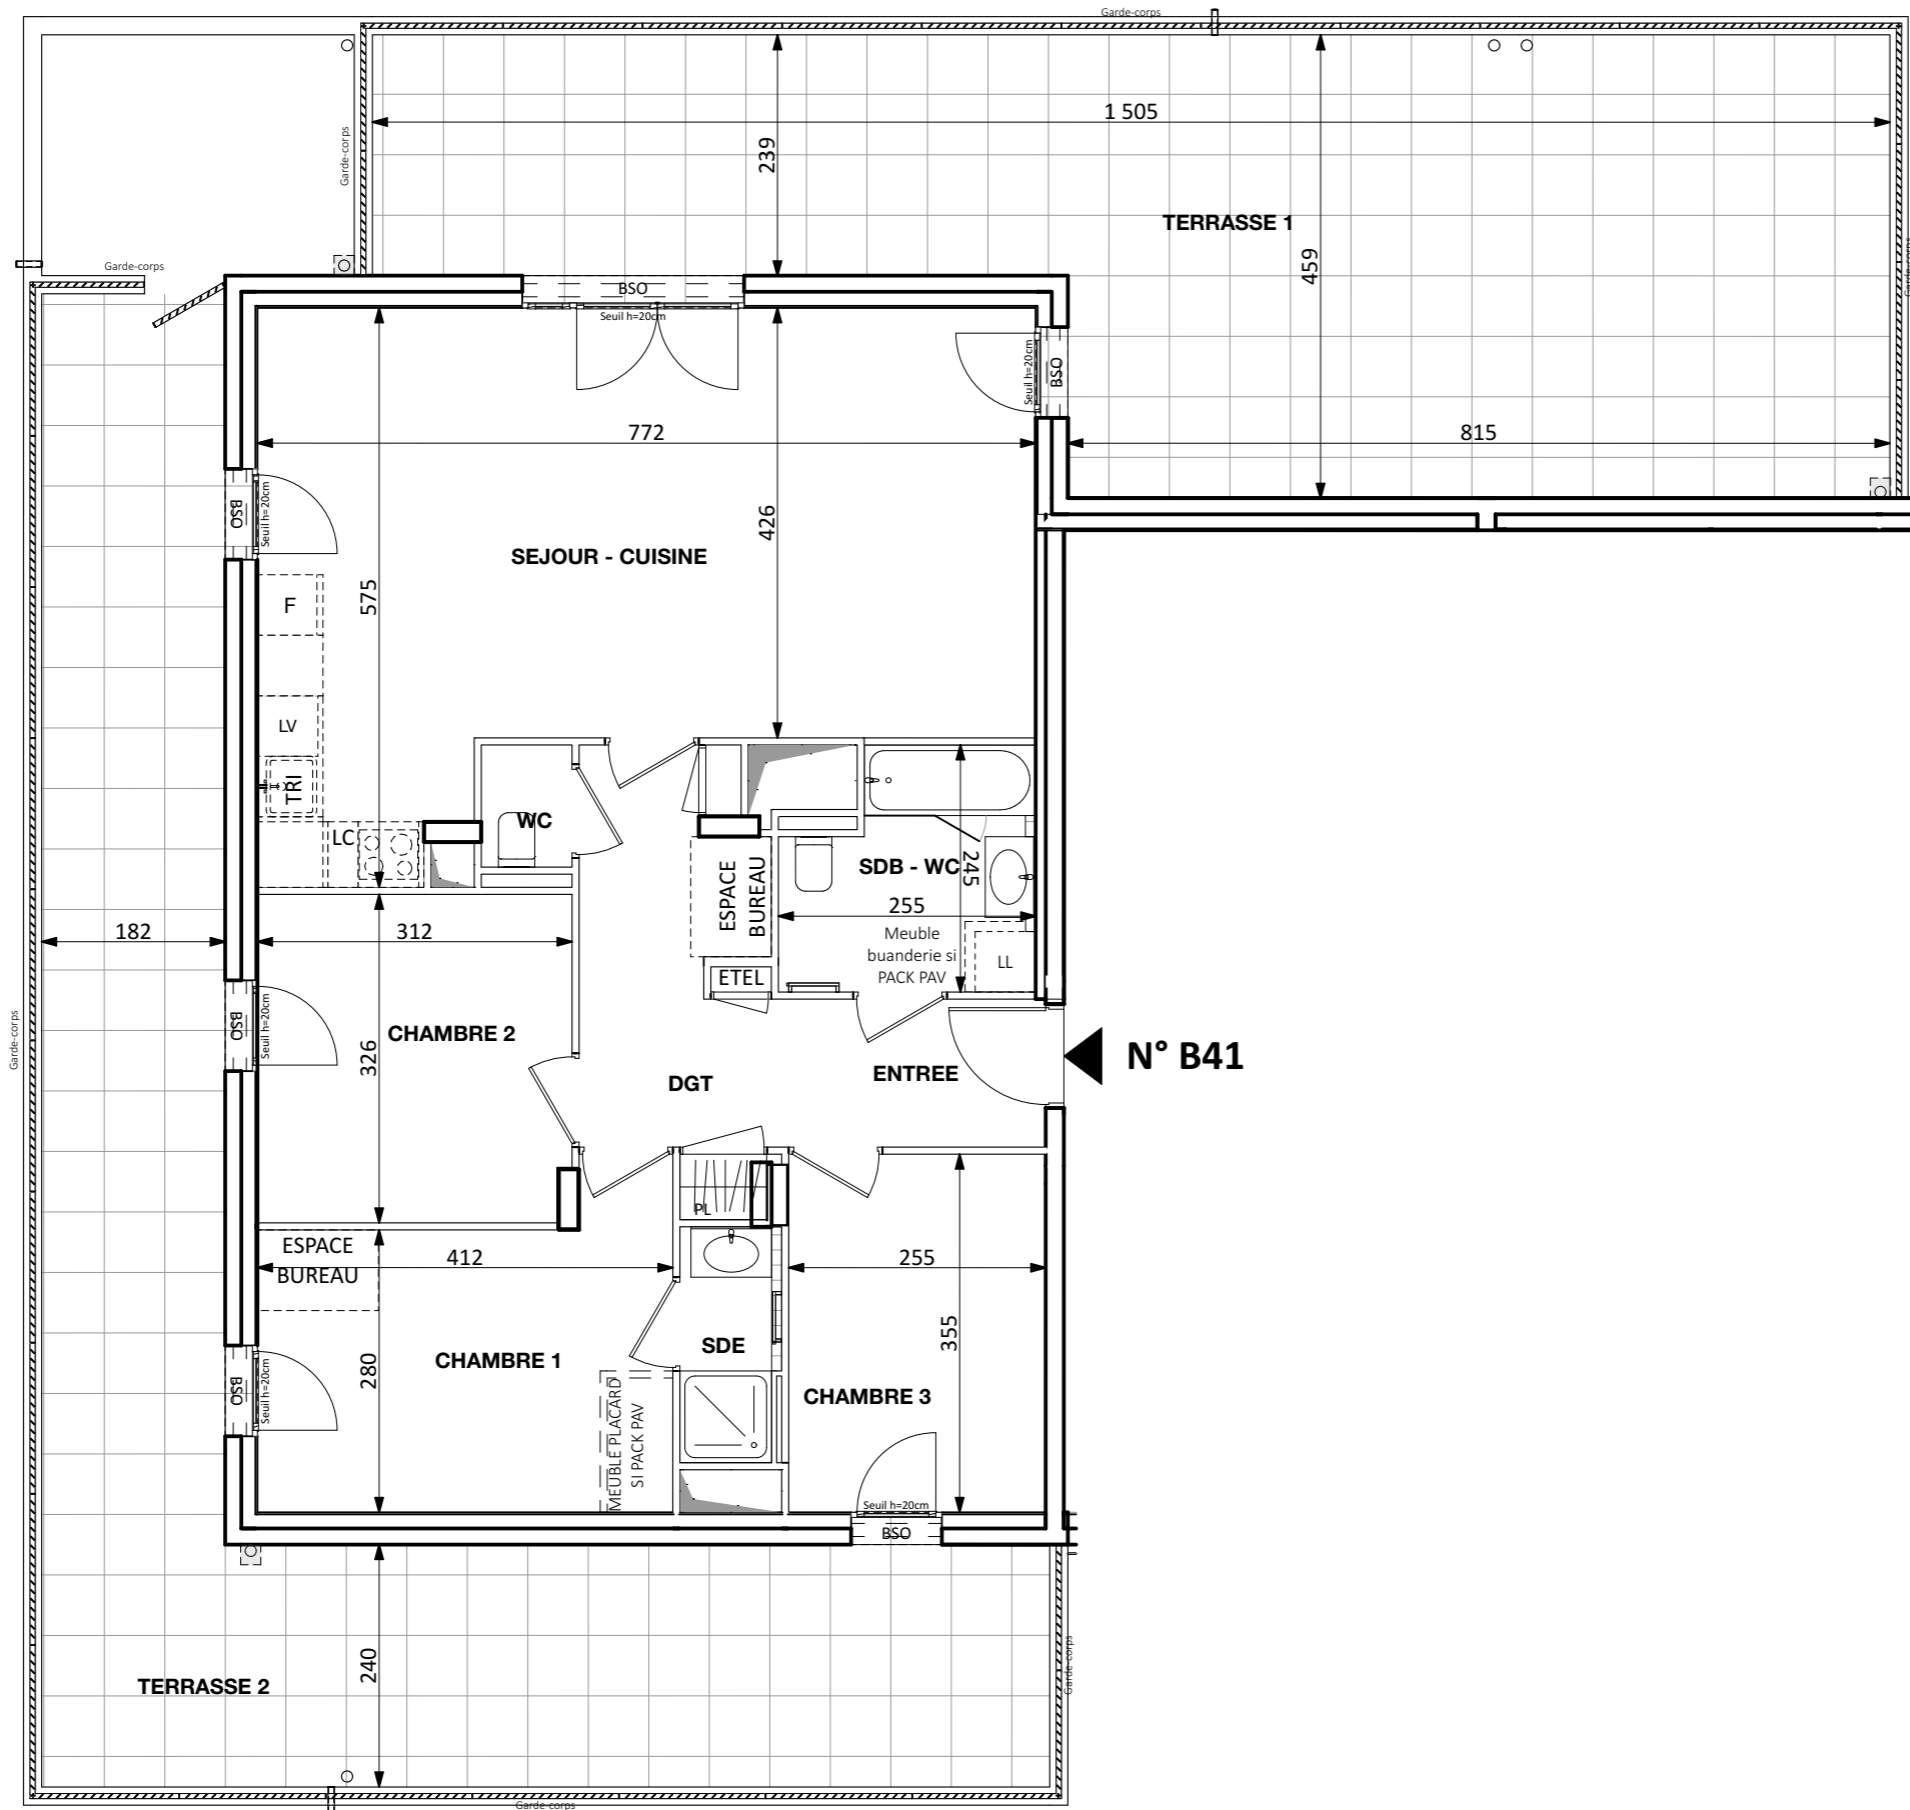 Garde-corps
1 505
Garde-corps
239
TERRASSE 1
459
Garde-corps
Garde-corps
BSO
Seuil h=20cm
Seuil h=20cm
BSO
772
815
BSO
Seuil h=20cm
426
SEJOUR - CUISINE
575
F
LV
TRI
LC
WC
ESPACE
BUREAU
SDB - WC
245
255
182
312
Meuble
buanderie si
PACK PAV
LL
ETEL
BSO
Seuil h=20cm
CHAMBRE 2
326
Garde-corps
DGT
ENTREE
N° B41
PL
ESPACE
BUREAU
412
255
355
SDE
CHAMBRE 1
280
BSO
Seuil h=20cm
MEUBLE PLACARD
SI PACK PAV
CHAMBRE 3
Seuil h=20cm
BSO
240
TERRASSE 2
Garde-corps
Garde-corps